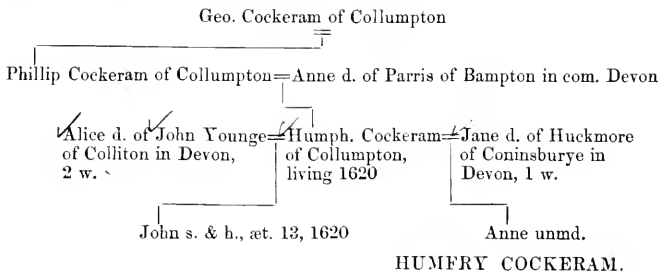 Geo. Cockeram of Collumpton
=
Phillip Cockeram of Collumpton=Anne d. of Parris of Bampton in com. Devon
Alice d. of John Younge=Humph. Cockeram=Jane d. of Huckmore
of Colliton in Devon, of Collumpton, of Coninsburye in
2 w. living 1620 Devon, 1 w.
John s. & h., æt. 13, 1620 Anne unmd.
HUMFRY COCKERAM.